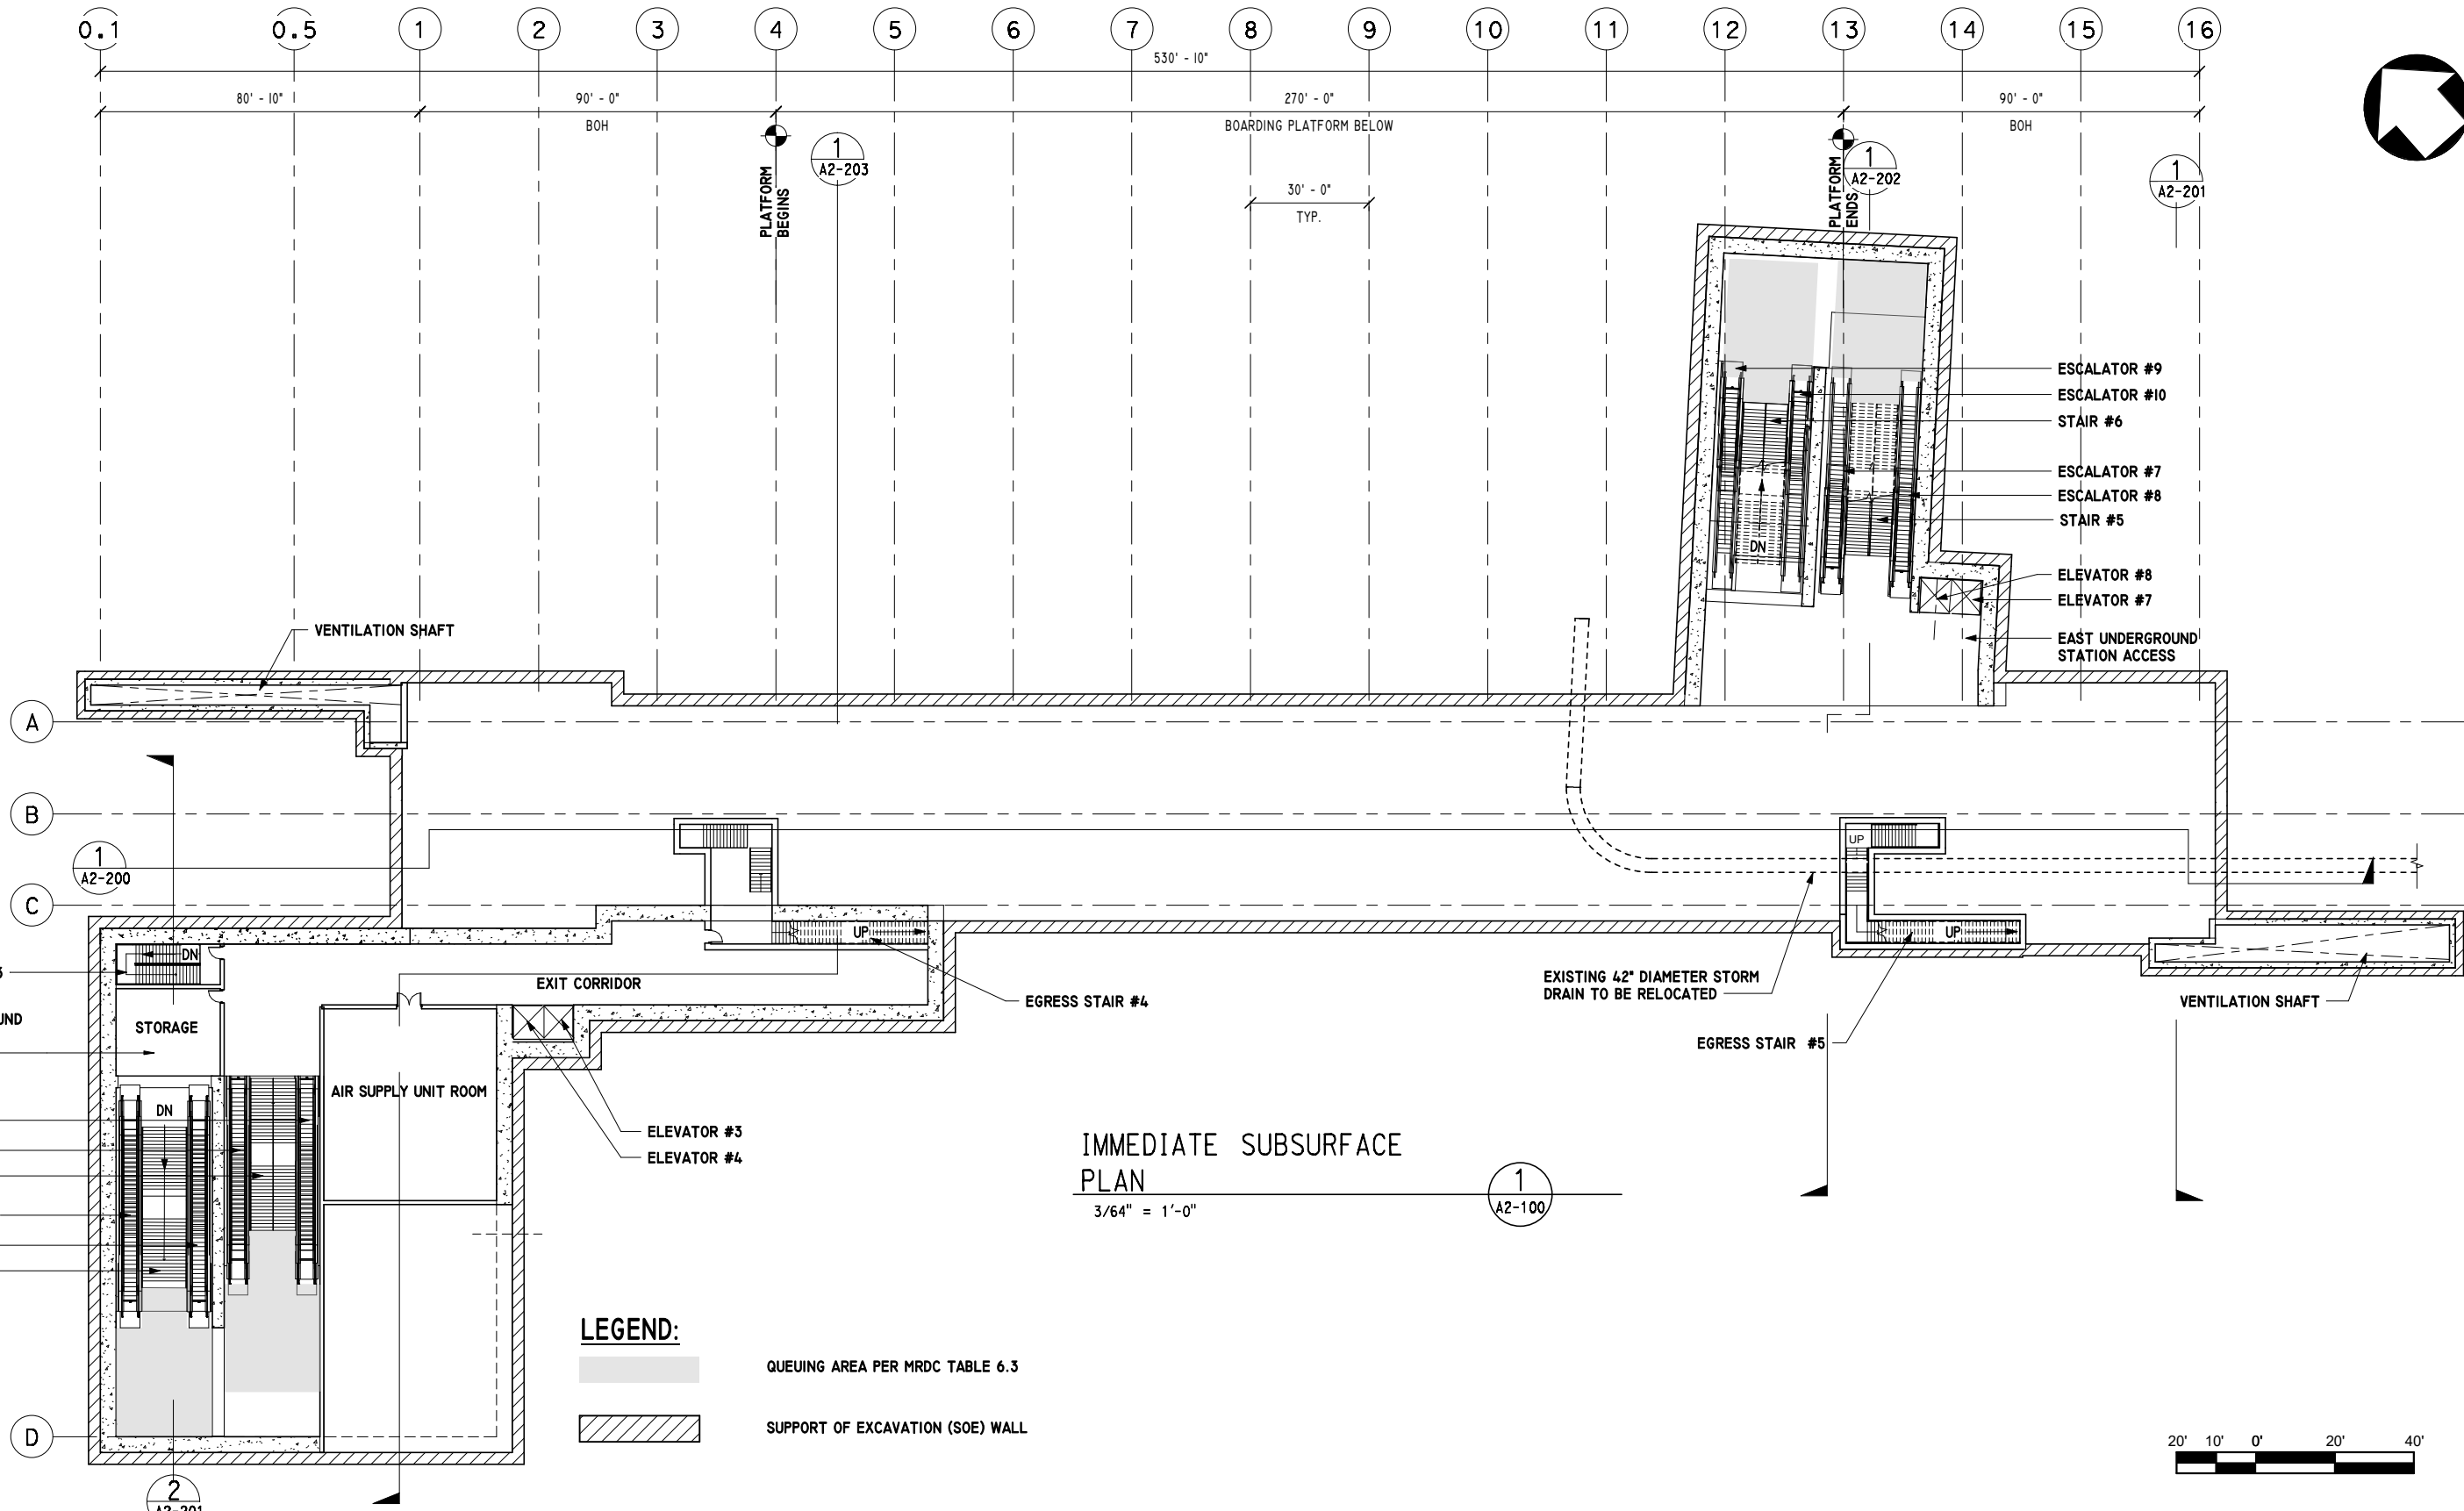 0.1 0.5 1 2 3 4 5 6 7 8 9 10 11 12 13 14 15 16
530' - 10"
80' - 10" 90' - 0" 270' - 0" 90' - 0"
BOH BOARDING PLATFORM BELOW BOH
PLATFORM
BEGINS
1
A2-203
30' - 0"
TYP.
PLATFORM
ENDS
1
A2-202
1
A2-201
ESCALATOR #9
ESCALATOR #10
STAIR #6
ESCALATOR #7
ESCALATOR #8
STAIR #5
DN
ELEVATOR #8
ELEVATOR #7
EAST UNDERGROUND
STATION ACCESS
VENTILATION SHAFT
A
B
1
A2-200
C
UP
UP
UP
DN
EXIT CORRIDOR
EGRESS STAIR #4
EXISTING 42" DIAMETER STORM
DRAIN TO BE RELOCATED
EGRESS STAIR #5
VENTILATION SHAFT
UND
STORAGE
AIR SUPPLY UNIT ROOM
DN
ELEVATOR #3
ELEVATOR #4
IMMEDIATE SUBSURFACE
PLAN
3/64" = 1'-0"
1
A2-100
LEGEND:
QUEUING AREA PER MRDC TABLE 6.3
SUPPORT OF EXCAVATION (SOE) WALL
D
20' 10' 0' 20' 40'
2
A2-201